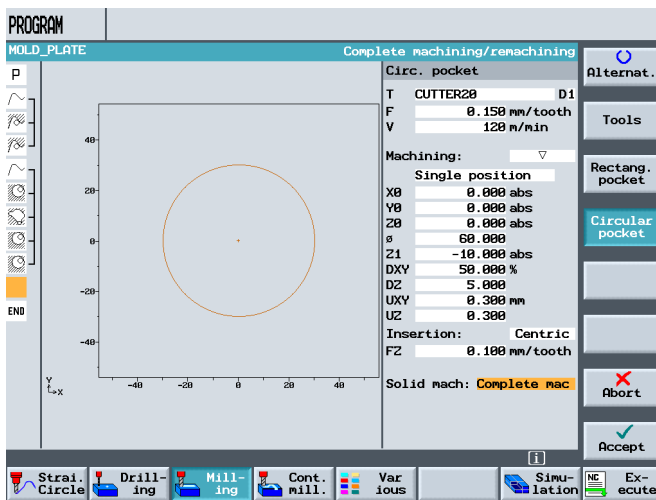 PROGRAM
MOLD_PLATE
Complete machining/remachining
P
END
40
20
0
-20
-40
-40
-20
0
20
40
Y
X
Circ. pocket
T CUTTER20 D1
F 0.150 mm/tooth
V 120 m/min
Machining: ▽
Single position
X0 0.000 abs
Y0 0.000 abs
Z0 0.000 abs
ø 60.000
Z1 -10.000 abs
DXY 50.000 %
DZ 5.000
UXY 0.300 mm
UZ 0.300
Insertion: Centric
FZ 0.100 mm/tooth
Solid mach: Complete mac
i
Alternat.
Tools
Rectang.
pocket
Circular
pocket
Abort
Accept
Strai.
Circle
Drill-
ing
Mill-
ing
Cont.
mill.
Var
ious
Simu-
lation
NC
Ex-
ecute